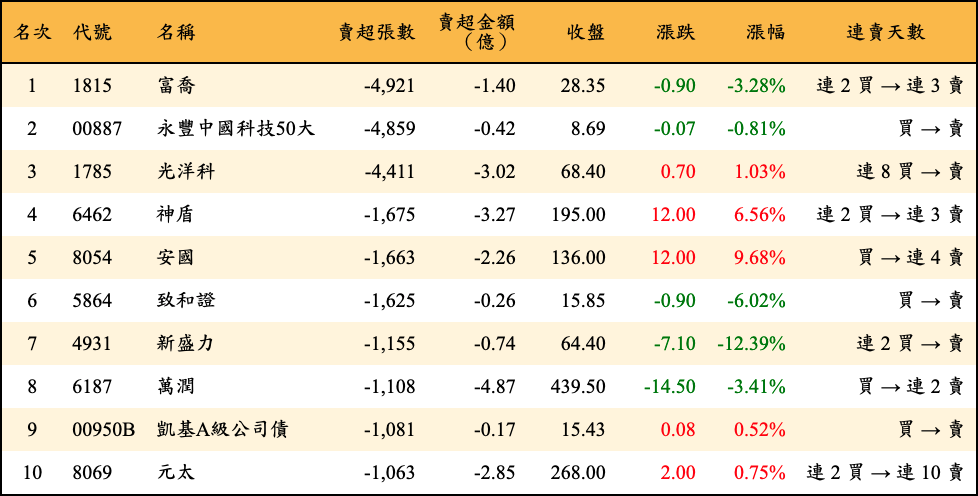 名次 代號 名稱 賣超張數 賣超金額（億） 收盤 漲跌 漲幅 連賣天數
1 1815 富喬 -4,921 -1.40 28.35 -0.90 -3.28% 連 2 買 → 連 3 賣
2 00887 永豐中國科技50大 -4,859 -0.42 8.69 -0.07 -0.81% 買 → 賣
3 1785 光洋科 -4,411 -3.02 68.40 0.70 1.03% 連 8 買 → 賣
4 6462 神盾 -1,675 -3.27 195.00 12.00 6.56% 連 2 買 → 連 3 賣
5 8054 安國 -1,663 -2.26 136.00 12.00 9.68% 買 → 連 4 賣
6 5864 致和證 -1,625 -0.26 15.85 -0.90 -6.02% 買 → 賣
7 4931 新盛力 -1,155 -0.74 64.40 -7.10 -12.39% 連 2 買 → 賣
8 6187 萬潤 -1,108 -4.87 439.50 -14.50 -3.41% 買 → 連 2 賣
9 00950B 凱基A級公司債 -1,081 -0.17 15.43 0.08 0.52% 買 → 賣
10 8069 元太 -1,063 -2.85 268.00 2.00 0.75% 連 2 買 → 連 10 賣